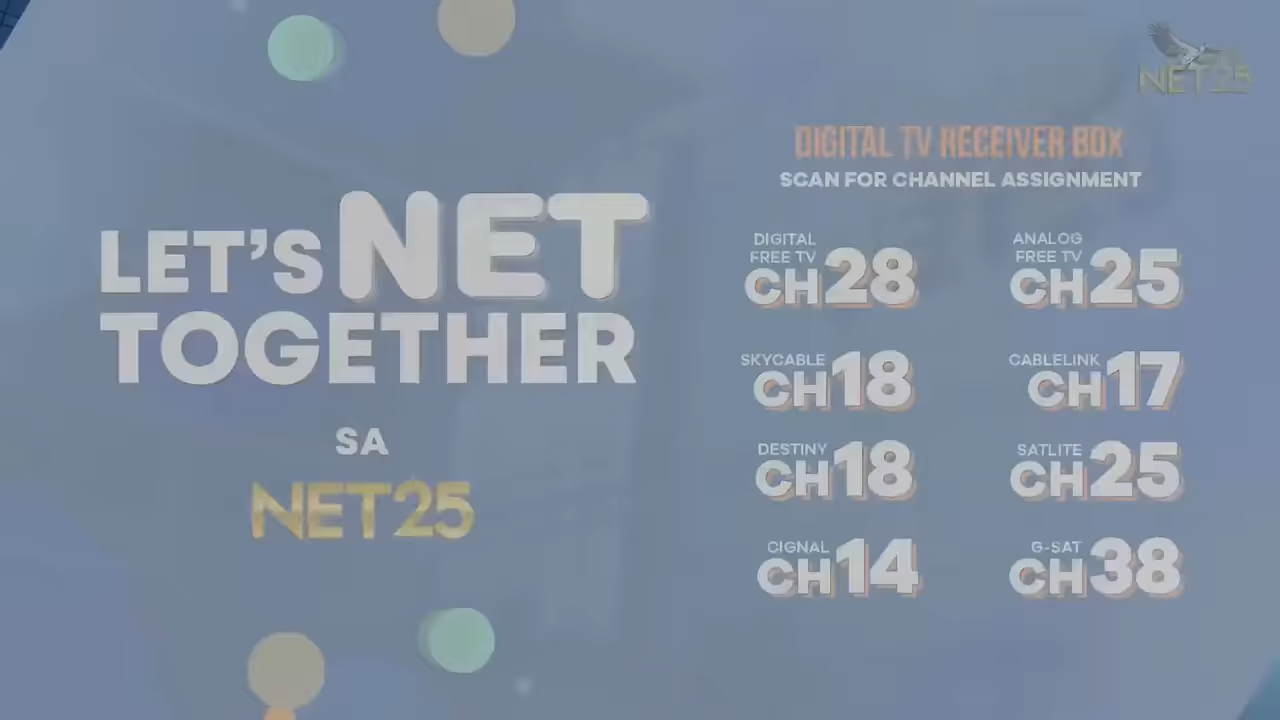 LET'S NET
TOGETHER
SA
NET25
NET25
DIGITAL TV RECEIVER BOX
SCAN FOR CHANNEL ASSIGNMENT
DIGITAL
FREE TV
CH28
ANALOG
FREE TV
CH25
SKYCABLE
CH18
CABLELINK
CH17
DESTINY
CH18
SATLITE
CH25
CIGNAL
CH14
G-SAT
CH38